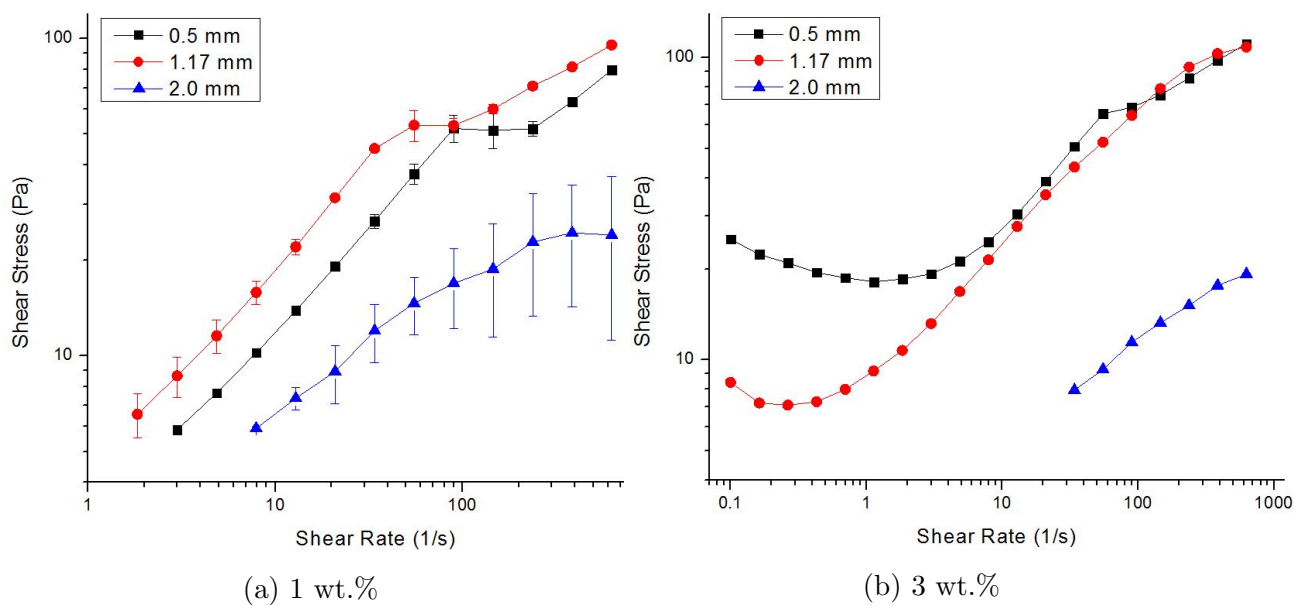 0.5 mm
1.17 mm
2.0 mm
100
10
Shear Stress (Pa)
1 10 100
Shear Rate (1/s)
(a) 1 wt.%
0.5 mm
1.17 mm
2.0 mm
100
10
Shear Stress (Pa)
0.1 1 10 100 1000
Shear Rate (1/s)
(b) 3 wt.%